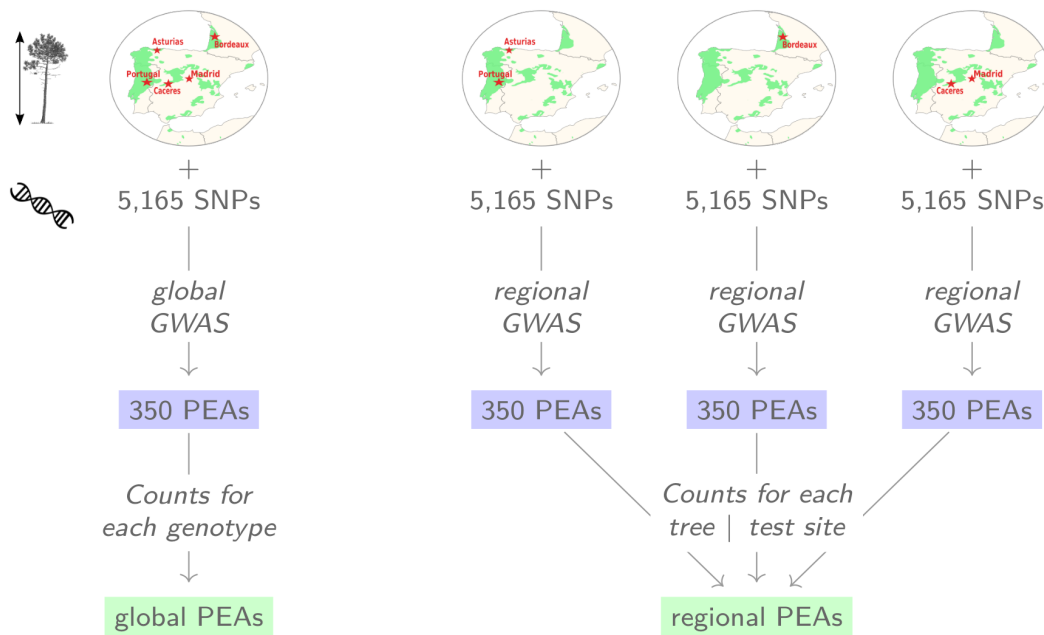 Asturias
Bordeaux
Portugal
Madrid
Caceres
Asturias
Portugal
Bordeaux
Madrid
Caceres
+
+
+
+
5,165 SNPs
5,165 SNPs
5,165 SNPs
5,165 SNPs
global
GWAS
regional
GWAS
regional
GWAS
regional
GWAS
350 PEAs
350 PEAs
350 PEAs
350 PEAs
Counts for
each genotype
Counts for each
tree | test site
global PEAs
regional PEAs